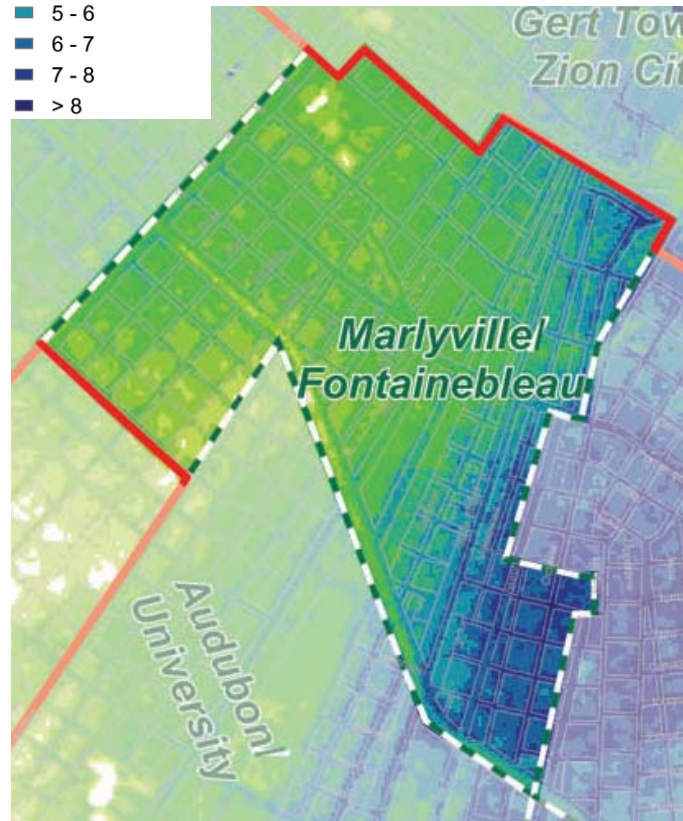 5 - 6
6 - 7
7 - 8
> 8
Gert Tow
Zion Cit
Marlyville/
Fontainebleau
Audubon/
University